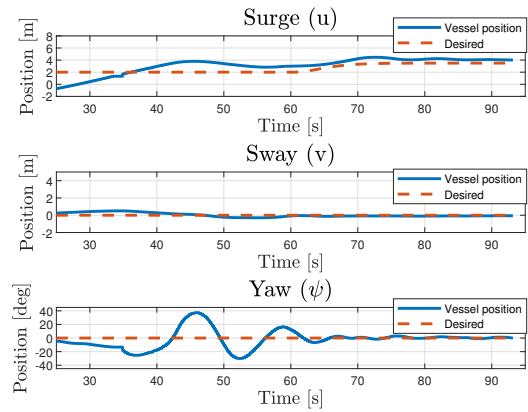 Surge (u)
Vessel position
Desired
Position [m]
8
6
4
2
0
-2
30 40 50 60 70 80 90
Time [s]
Sway (v)
Vessel position
Desired
Position [m]
4
2
0
-2
30 40 50 60 70 80 90
Time [s]
Yaw (ψ)
Vessel position
Desired
Position [deg]
40
20
0
-20
-40
30 40 50 60 70 80 90
Time [s]